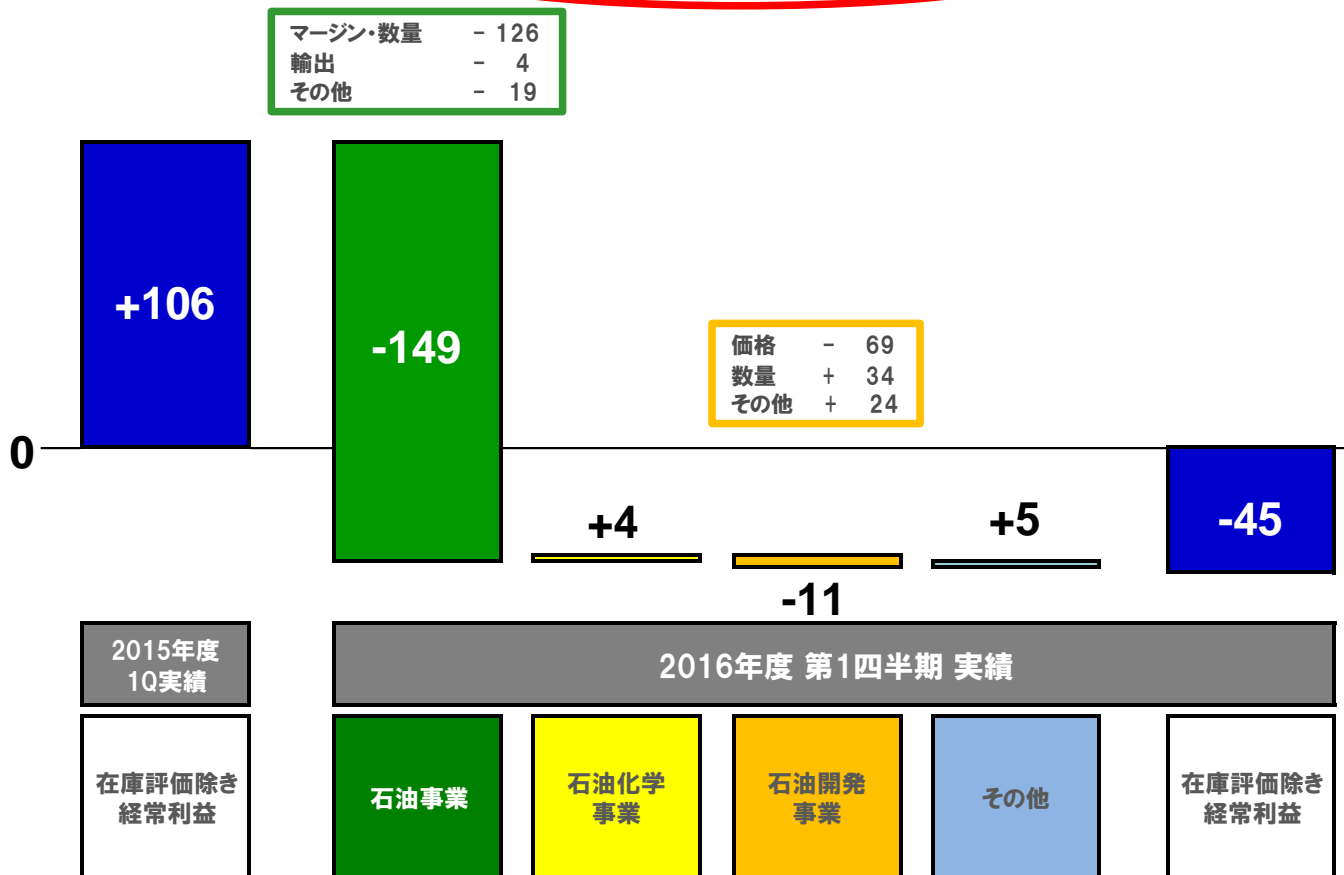 マージン・数量 - 126
輸出 - 4
その他 - 19
+106
-149
価格 - 69
数量 + 34
その他 + 24
0
+4
-11
+5
-45
2015年度
1Q実績
2016年度 第1四半期 実績
在庫評価除き
経常利益
石油事業
石油化学
事業
石油開発
事業
その他
在庫評価除き
経常利益